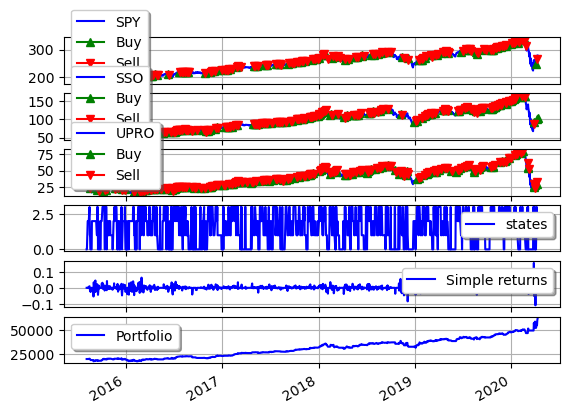 SPY
Buy
Sell
300
200
SSO
Buy
Sell
150
100
50
UPRO
Buy
Sell
75
50
25
2.5
0.0
states
0.1
0.0
−0.1
Simple returns
50000
25000
Portfolio
2016 2017 2018 2019 2020